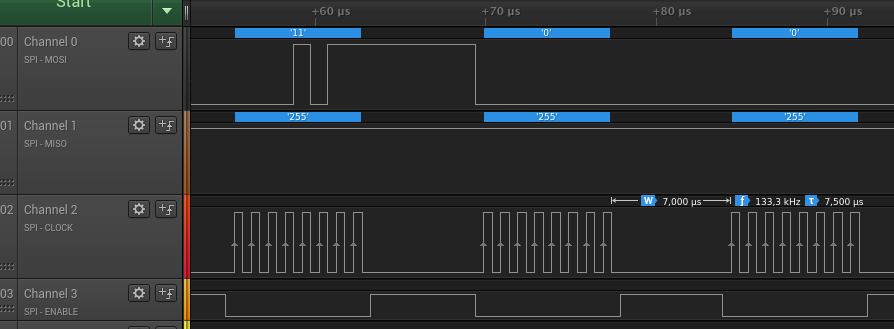 Start
+60 µs +70 µs +80 µs +90 µs
00 Channel 0 '11' '0' '0'
SPI - MOSI
01 Channel 1 '255' '255' '255'
SPI - MISO
02 Channel 2 W 7,000 µs f 133,3 kHz T 7,500 µs
SPI - CLOCK
03 Channel 3
SPI - ENABLE